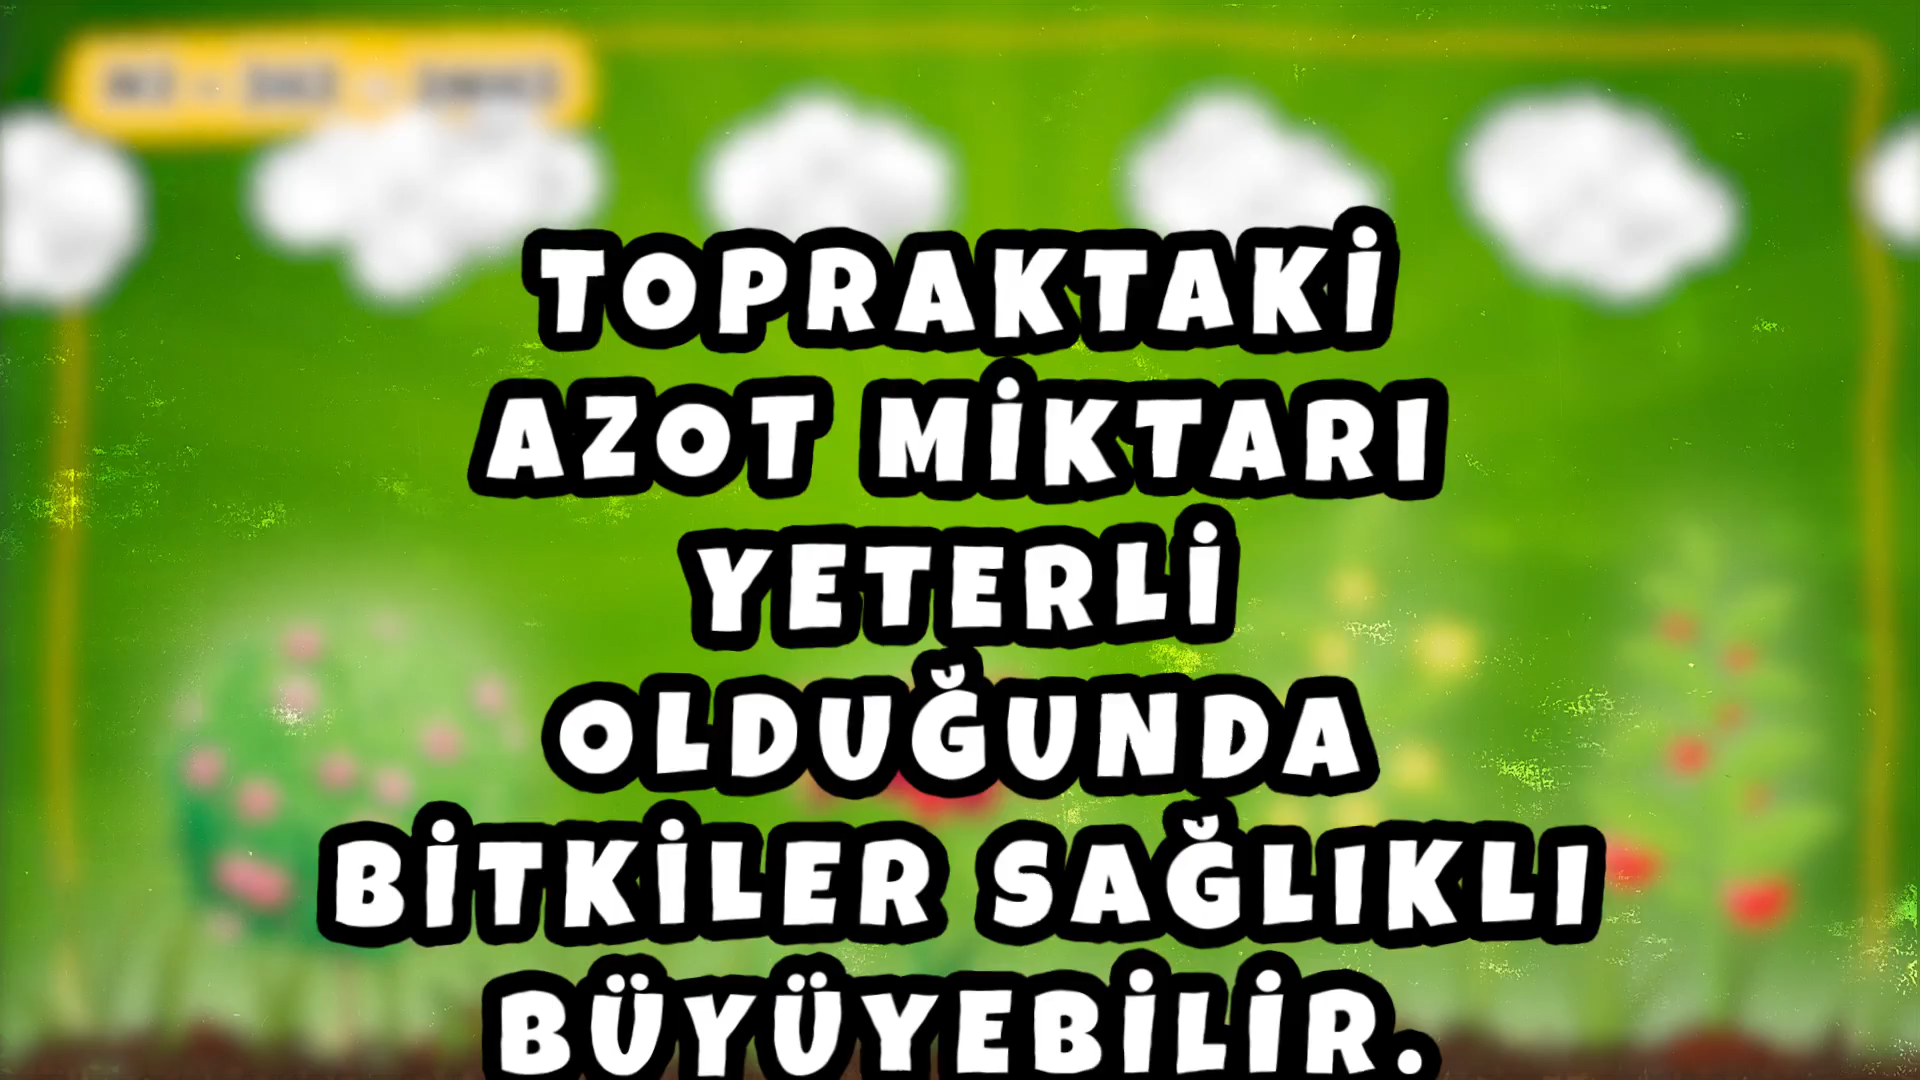 TOPRAKTAKİ
AZOT MİKTARI
YETERLİ
OLDUĞUNDA
BİTKİLER SAĞLIKLI
BÜYÜYEBİLİR.